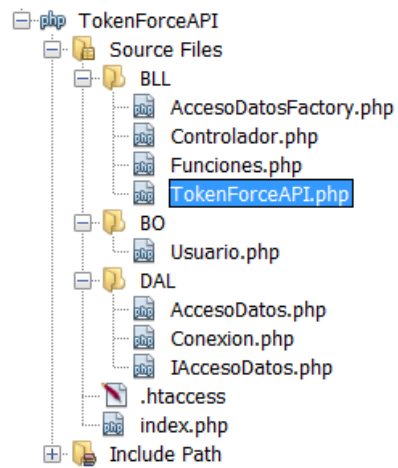 TokenForceAPI
Source Files
BLL
AccesoDatosFactory.php
Controlador.php
Funciones.php
TokenForceAPI.php
BO
Usuario.php
DAL
AccesoDatos.php
Conexion.php
IAccesoDatos.php
.htaccess
index.php
Include Path